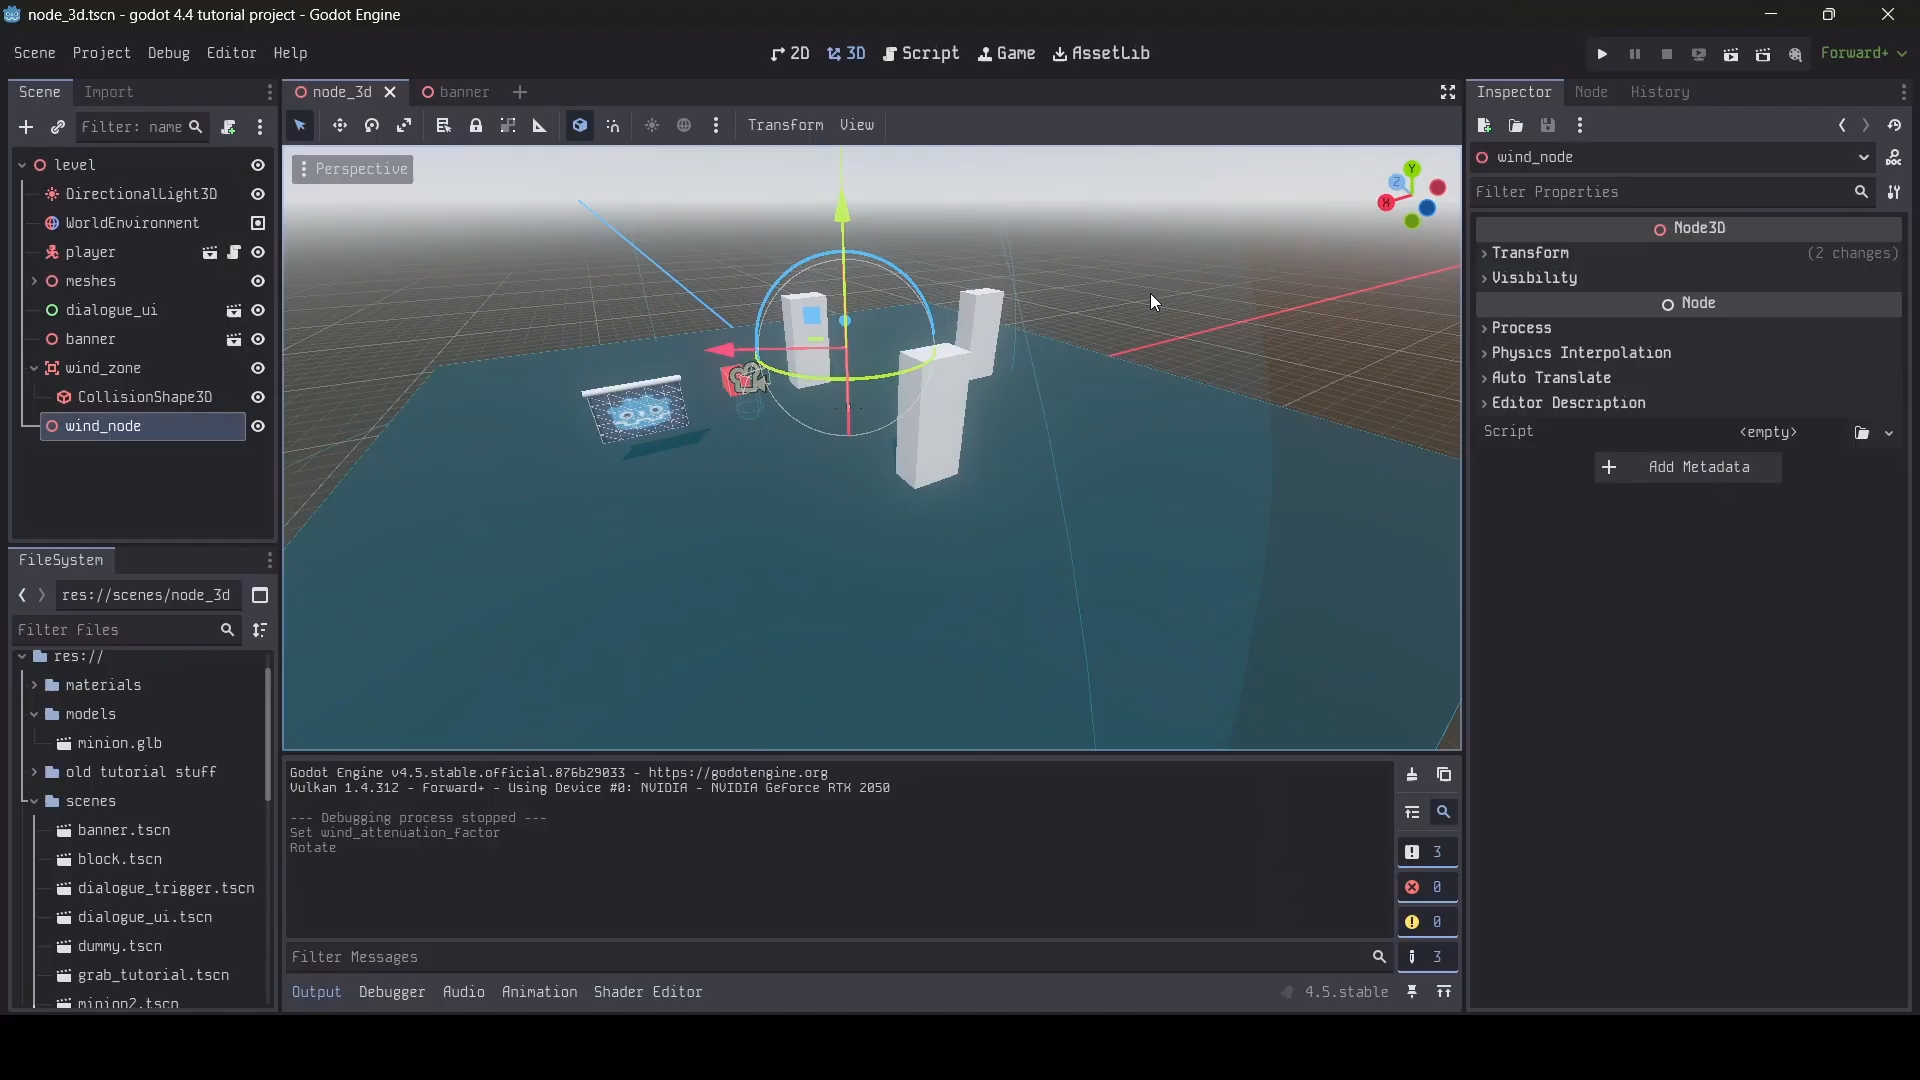 node_3d.tscn - godot 4.4 tutorial project - Godot Engine
Scene Project Debug Editor Help
2D 3D Script Game AssetLib
Forward+
Scene Import
node_3d banner
Inspector Node History
Filter: name
Transform View
wind_node
Filter Properties
level
DirectionalLight3D
WorldEnvironment
player
meshes
dialogue_ui
banner
wind_zone
CollisionShape3D
wind_node
Perspective
Y
Z
X
Node3D
Transform (2 changes)
Visibility
Node
Process
Physics Interpolation
Auto Translate
Editor Description
Script <empty>
Add Metadata
FileSystem
res://scenes/node_3d
Filter Files
res://
materials
models
minion.glb
old tutorial stuff
scenes
banner.tscn
block.tscn
dialogue_trigger.tscn
dialogue_ui.tscn
dummy.tscn
grab_tutorial.tscn
minion2.tscn
Godot Engine v4.5.stable.official.876b29033 - https://godotengine.org
Vulkan 1.4.312 - Forward+ - Using Device #0: NVIDIA - NVIDIA GeForce RTX 2050
--- Debugging process stopped ---
Set wind_attenuation_factor
Rotate
3
0
0
3
Filter Messages
Output Debugger Audio Animation Shader Editor
4.5.stable